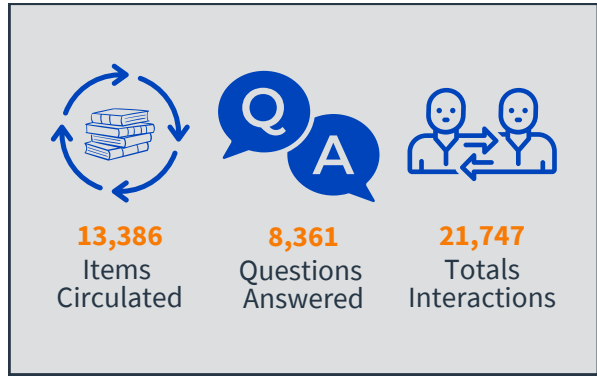 Q
A
13,386
Items
Circulated
8,361
Questions
Answered
21,747
Totals
Interactions